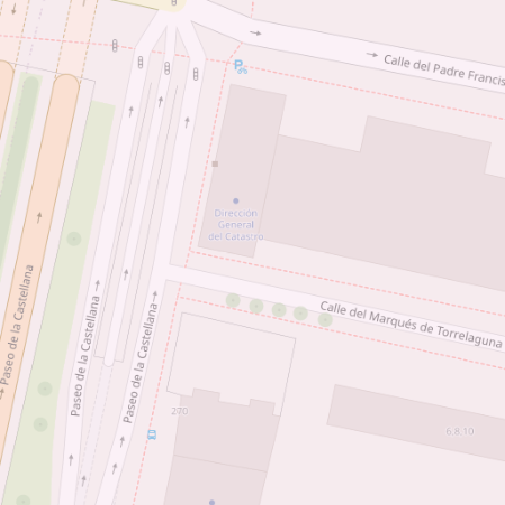 Calle del Padre Francis
Dirección
General
del Catastro
Calle del Marqués de Torrelaguna
Paseo de la Castellana
Paseo de la Castellana
Paseo de la Castellana
270
6.8.10